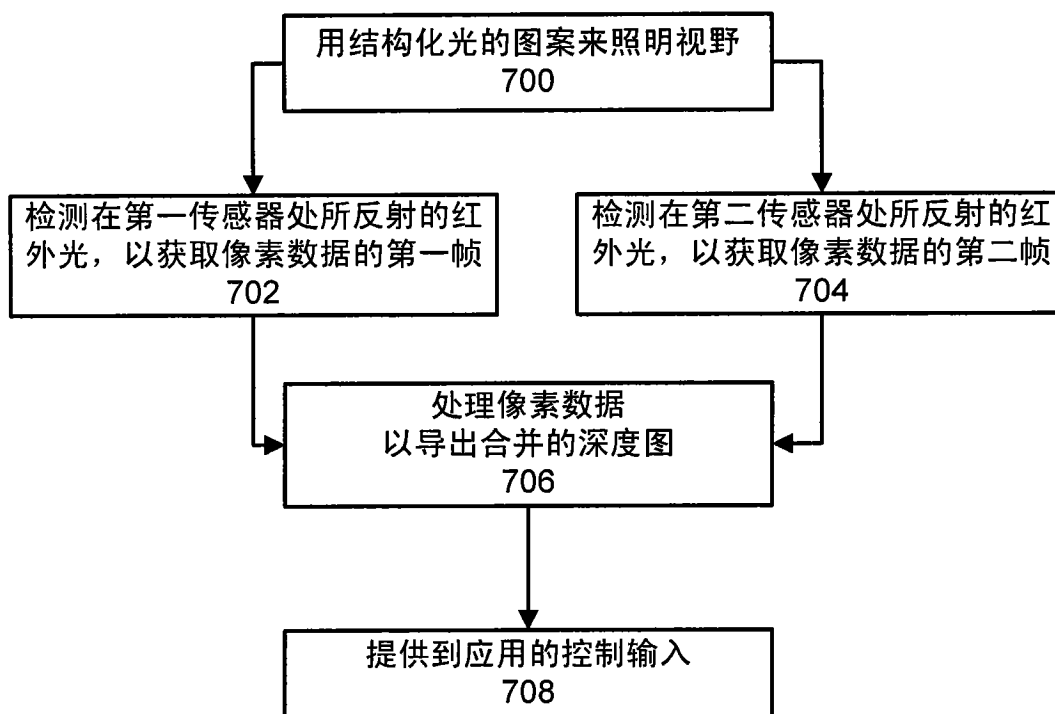 用结构化光的图案来照明视野
700
检测在第一传感器处所反射的红
外光，以获取像素数据的第一帧
702
检测在第二传感器处所反射的红
外光，以获取像素数据的第二帧
704
处理像素数据
以导出合并的深度图
706
提供到应用的控制输入
708